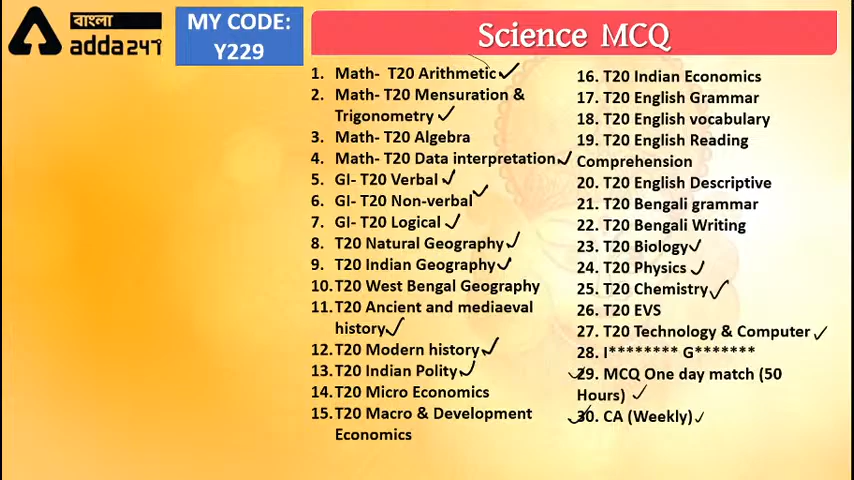 বাংলা
adda247
MY CODE:
Y229
Science MCQ
1. Math- T20 Arithmetic
2. Math- T20 Mensuration &
Trigonometry
3. Math- T20 Algebra
4. Math- T20 Data interpretation
5. GI- T20 Verbal
6. GI- T20 Non-verbal
7. GI- T20 Logical
8. T20 Natural Geography
9. T20 Indian Geography
10. T20 West Bengal Geography
11. T20 Ancient and mediaeval
history
12. T20 Modern history
13. T20 Indian Polity
14. T20 Micro Economics
15. T20 Macro & Development
Economics
16. T20 Indian Economics
17. T20 English Grammar
18. T20 English vocabulary
19. T20 English Reading
Comprehension
20. T20 English Descriptive
21. T20 Bengali grammar
22. T20 Bengali Writing
23. T20 Biology
24. T20 Physics
25. T20 Chemistry
26. T20 EVS
27. T20 Technology & Computer
28. I******** G*******
29. MCQ One day match (50
Hours)
30. CA (Weekly)